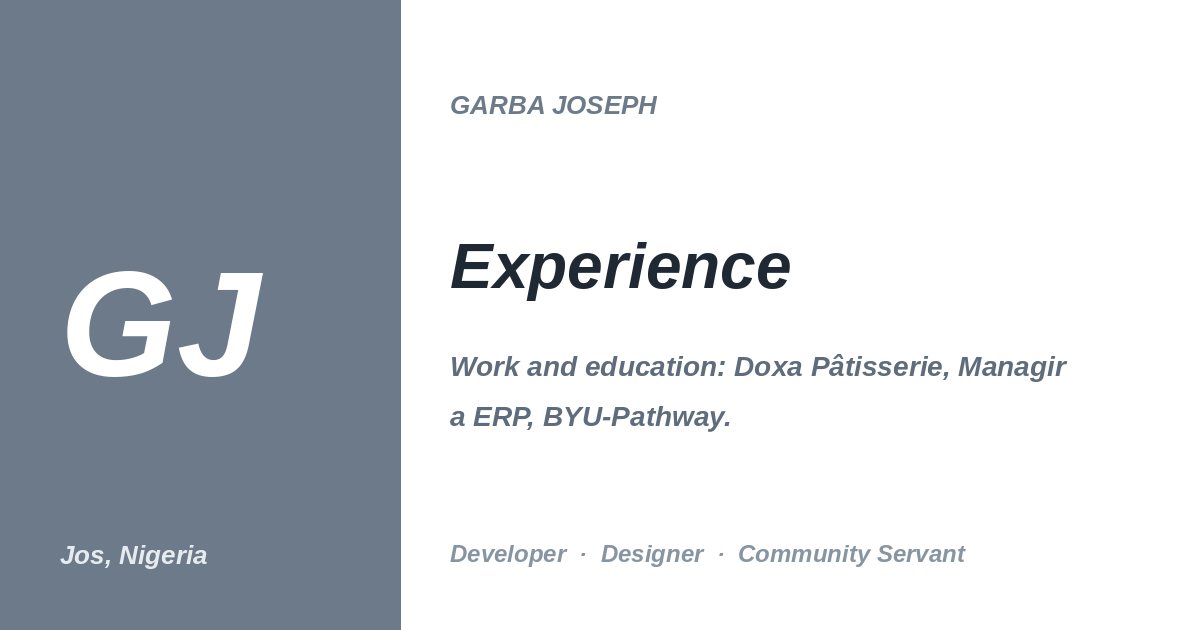 GJ
Jos, Nigeria
GARBA JOSEPH
Experience
Work and education: Doxa Pâtisserie, Managir
a ERP, BYU-Pathway.
Developer · Designer · Community Servant